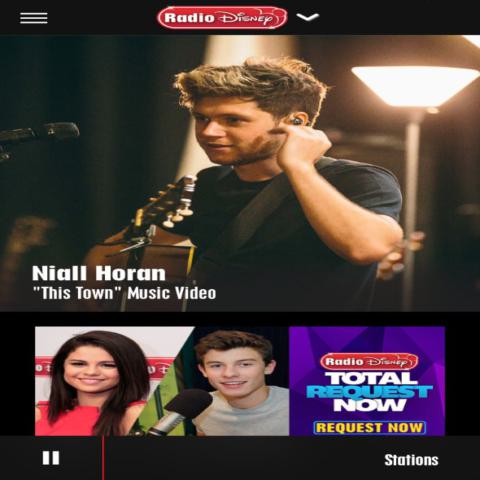 Radio Disney
Niall Horan
"This Town" Music Video
Radio Disney
TOTAL
REQUEST
NOW
REQUEST NOW
Stations